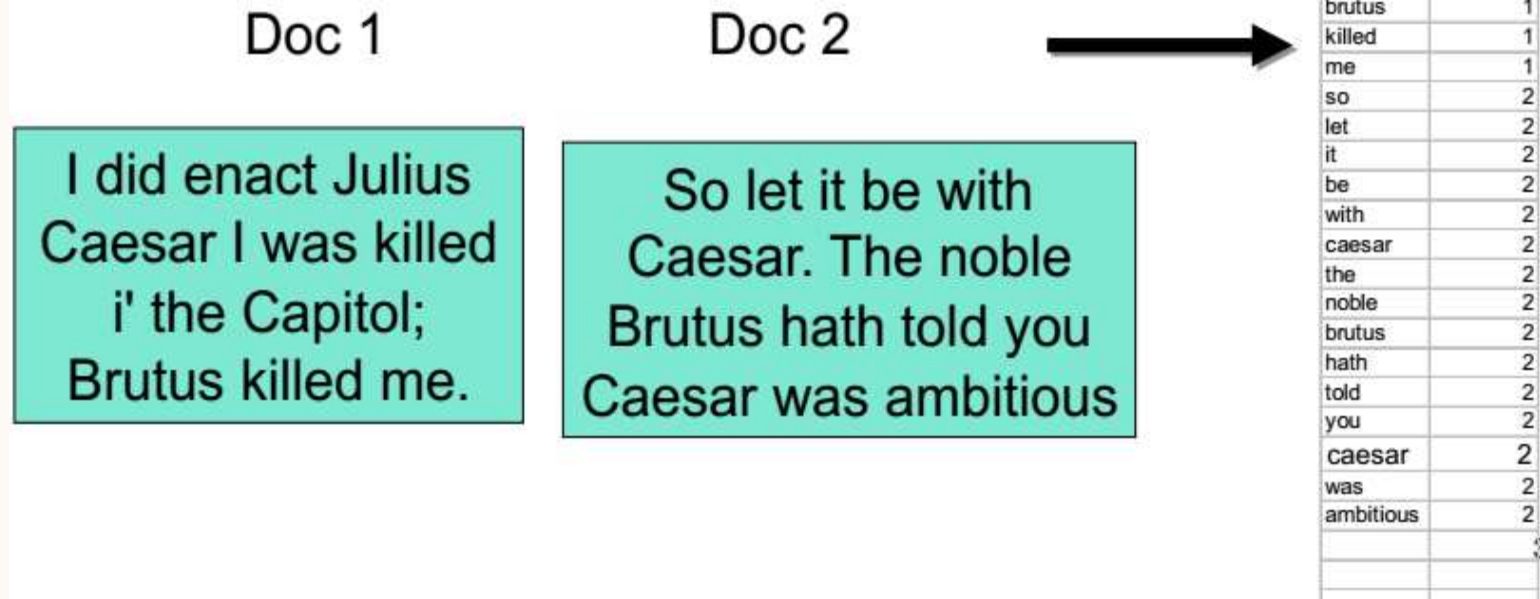 Doc 1
I did enact Julius
Caesar I was killed
i' the Capitol;
Brutus killed me.
Doc 2
So let it be with
Caesar. The noble
Brutus hath told you
Caesar was ambitious
brutus 1
killed 1
me 1
so 2
let 2
it 2
be 2
with 2
caesar 2
the 2
noble 2
brutus 2
hath 2
told 2
you 2
caesar 2
was 2
ambitious 2